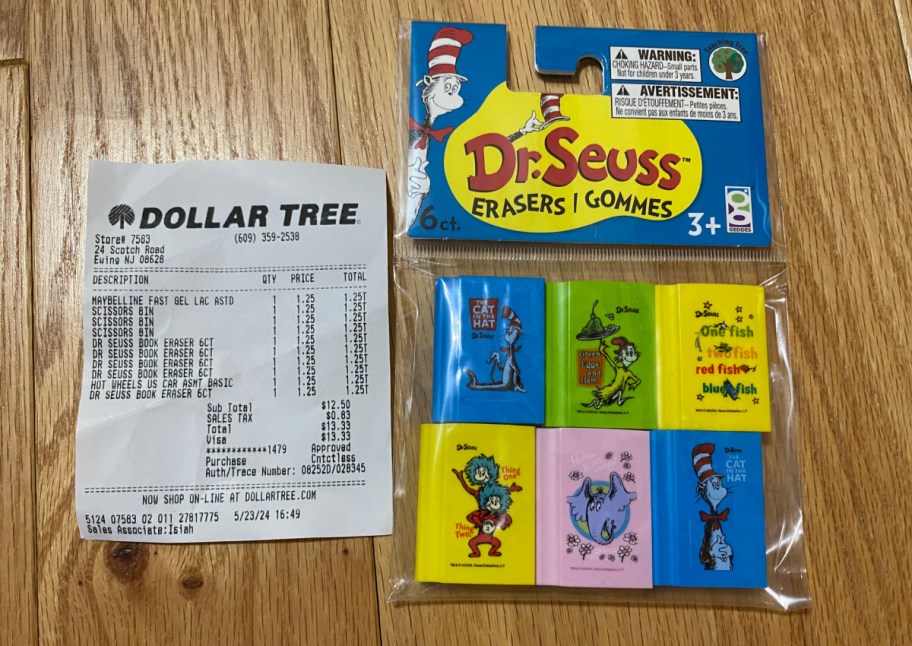 DOLLAR TREE
Store# 7583 (609) 359-2538
24 Scotch Road
Ewing NJ 08628
DESCRIPTION QTY PRICE TOTAL
MAYBELLINE FAST GEL LAC ASTD 1 1.25 1.25T
SCISSORS BIN 1 1.25 1.25T
SCISSORS BIN 1 1.25 1.25T
SCISSORS BIN 1 1.25 1.25T
DR SEUSS BOOK ERASER 6CT 1 1.25 1.25T
DR SEUSS BOOK ERASER 6CT 1 1.25 1.25T
DR SEUSS BOOK ERASER 6CT 1 1.25 1.25T
DR SEUSS BOOK ERASER 6CT 1 1.25 1.25T
HOT WHEELS US CAR ASMT BASIC 1 1.25 1.25T
DR SEUSS BOOK ERASER 6CT 1 1.25 1.25T
Sub Total $12.50
SALES TAX $0.83
Total $13.33
Visa $13.33
************1479 Approved
Purchase Cntctless
Auth/Trace Number: 08252D/028345
NOW SHOP ON-LINE AT DOLLARTREE.COM
5124 07583 02 011 27817775 5/23/24 16:49
Sales Associate:Isiah
WARNING:
CHOKING HAZARD-Small parts.
Not for children under 3 years.
AVERTISSEMENT:
RISQUE D'ÉTOUFFEMENT-Petites pièces.
Ne convient pas aux enfants de moins de 3 ans.
Teaching Tree
Dr. Seuss™
ERASERS | GOMMES
6ct.
3+
GEDDES
THE
CAT
IN THE
HAT
Dr. Seuss
Dr. Seuss
Green
Eggs
and
Ham
Dr. Seuss
One fish
two fish
red fish
blue fish
Dr. Seuss
Thing
One
Thing
Two
Dr. Seuss
THE
CAT
IN THE
HAT